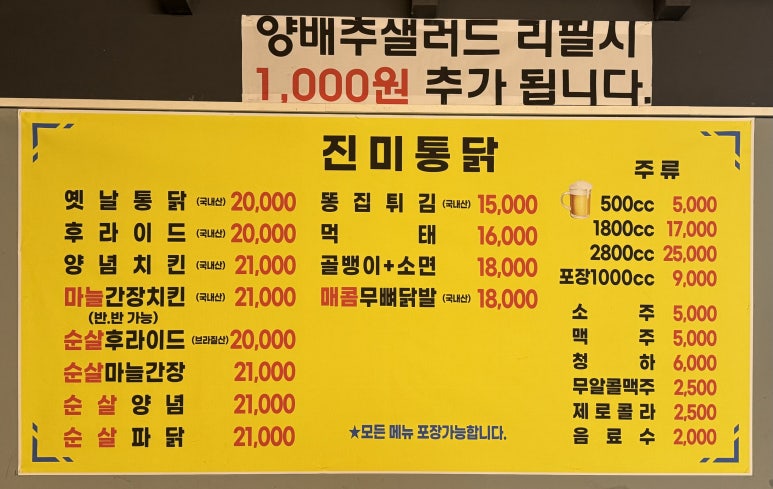 양배추샐러드 리필시
1,000원 추가 됩니다.
진미통닭
옛날통닭 (국내산) 20,000
후라이드 (국내산) 20,000
양념치킨 (국내산) 21,000
마늘간장치킨 (국내산) 21,000
(반.반 가능)
순살후라이드 (브라질산) 20,000
순살마늘간장 21,000
순살 양념 21,000
순살 파닭 21,000
똥집튀김 (국내산) 15,000
먹태 16,000
골뱅이+소면 18,000
매콤무뼈닭발 (국내산) 18,000
★모든 메뉴 포장가능합니다.
주류
500cc 5,000
1800cc 17,000
2800cc 25,000
포장1000cc 9,000
소주 5,000
맥주 5,000
청하 6,000
무알콜맥주 2,500
제로콜라 2,500
음료수 2,000